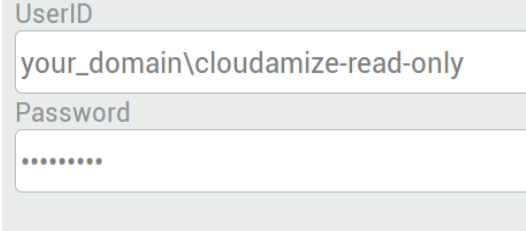 UserID
your_domain\cloudamize-read-only
Password
•••••••••